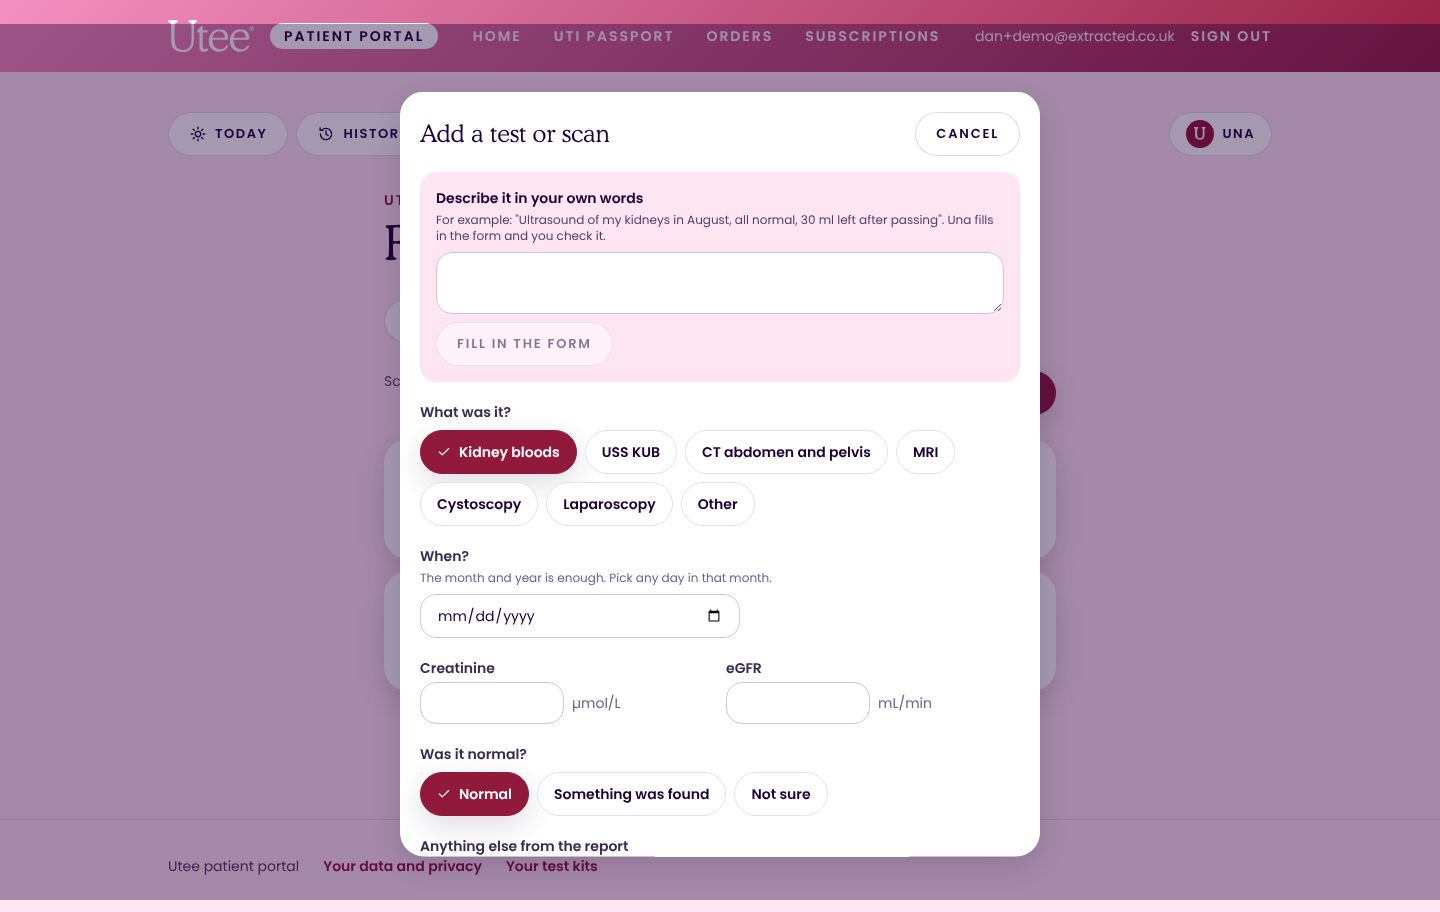 Utee PATIENT PORTAL HOME UTI PASSPORT ORDERS SUBSCRIPTIONS dan+demo@extracted.co.uk SIGN OUT
TODAY
U UNA
Add a test or scan
CANCEL
Describe it in your own words
For example: "Ultrasound of my kidneys in August, all normal, 30 ml left after passing". Una fills
in the form and you check it.
FILL IN THE FORM
What was it?
Kidney bloods USS KUB CT abdomen and pelvis MRI
Cystoscopy Laparoscopy Other
When?
The month and year is enough. Pick any day in that month.
mm/dd/yyyy
Creatinine eGFR
µmol/L mL/min
Was it normal?
Normal Something was found Not sure
Anything else from the report
Utee patient portal Your data and privacy Your test kits